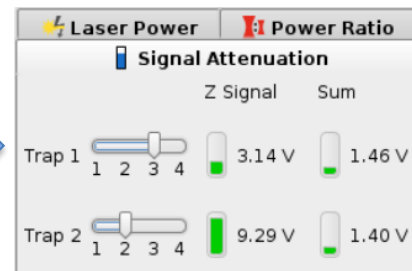 Laser Power Power Ratio
Signal Attenuation
Z Signal Sum
Trap 1 3.14 V 1.46 V
1 2 3 4
Trap 2 9.29 V 1.40 V
1 2 3 4